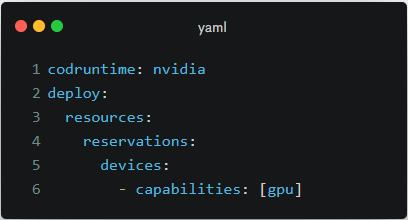 yaml
1 codruntime: nvidia
2 deploy:
3   resources:
4     reservations:
5       devices:
6         - capabilities: [gpu]